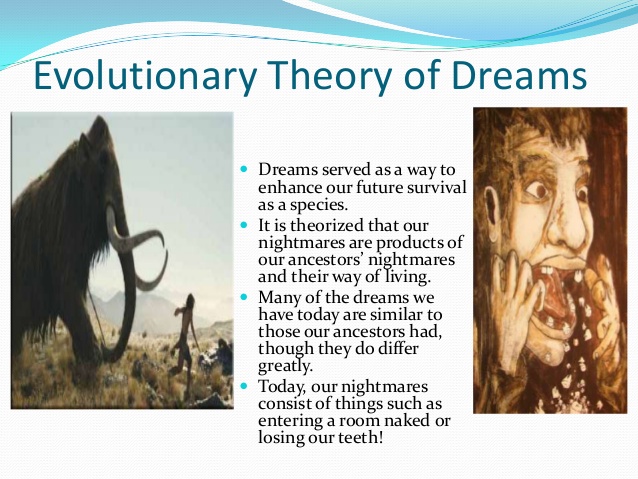 Evolutionary Theory of Dreams
• Dreams served as a way to
enhance our future survival
as a species.
• It is theorized that our
nightmares are products of
our ancestors’ nightmares
and their way of living.
• Many of the dreams we
have today are similar to
those our ancestors had,
though they do differ
greatly.
• Today, our nightmares
consist of things such as
entering a room naked or
losing our teeth!